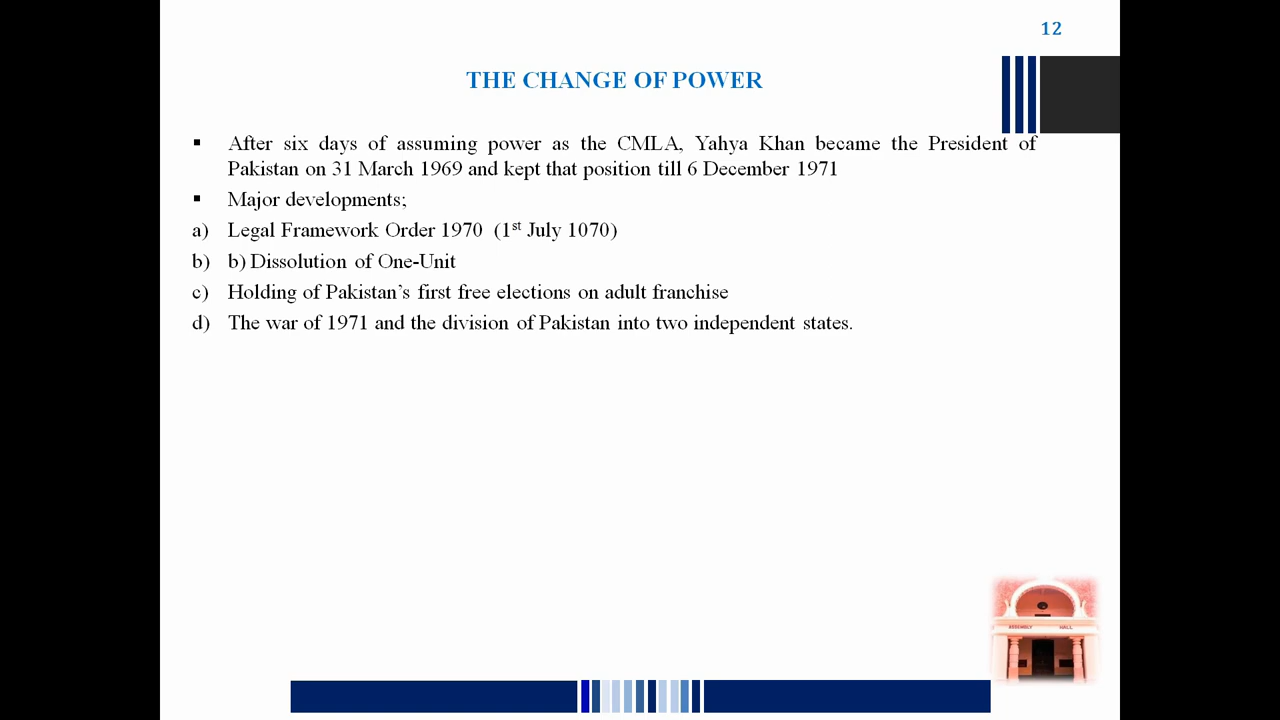 12
THE CHANGE OF POWER
▪ After six days of assuming power as the CMLA, Yahya Khan became the President of
Pakistan on 31 March 1969 and kept that position till 6 December 1971
▪ Major developments;
a) Legal Framework Order 1970 (1st July 1070)
b) b) Dissolution of One-Unit
c) Holding of Pakistan’s first free elections on adult franchise
d) The war of 1971 and the division of Pakistan into two independent states.
ASSEMBLY HALL